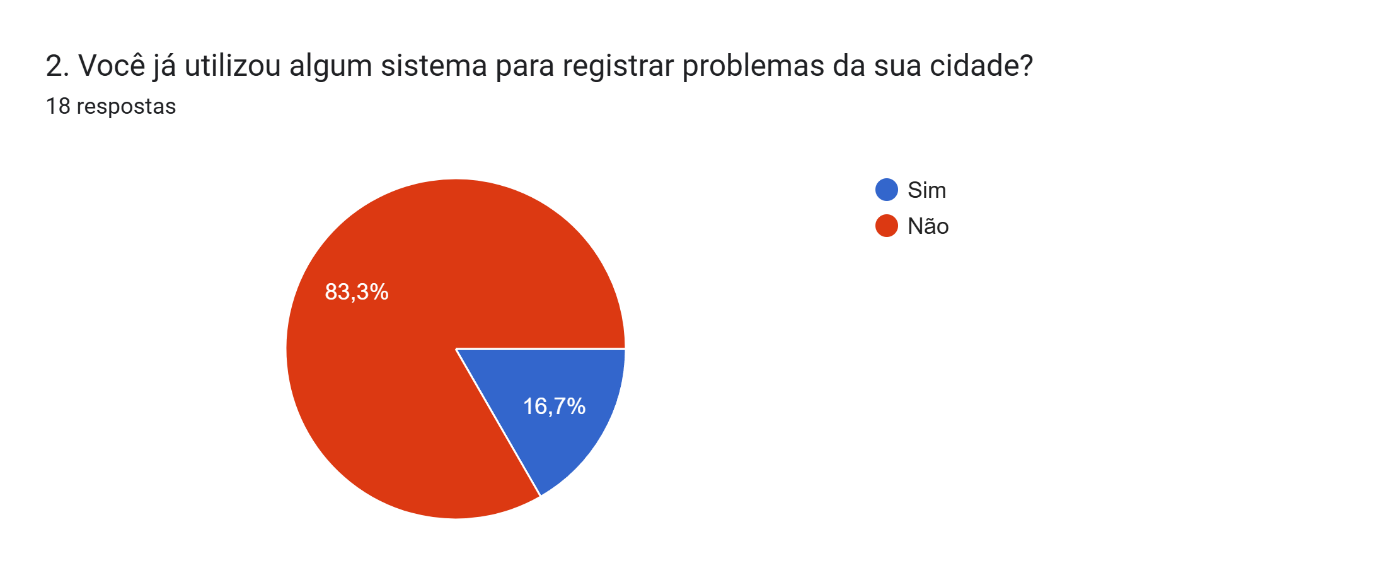 2. Você já utilizou algum sistema para registrar problemas da sua cidade?
18 respostas
Sim
Não
83,3%
16,7%